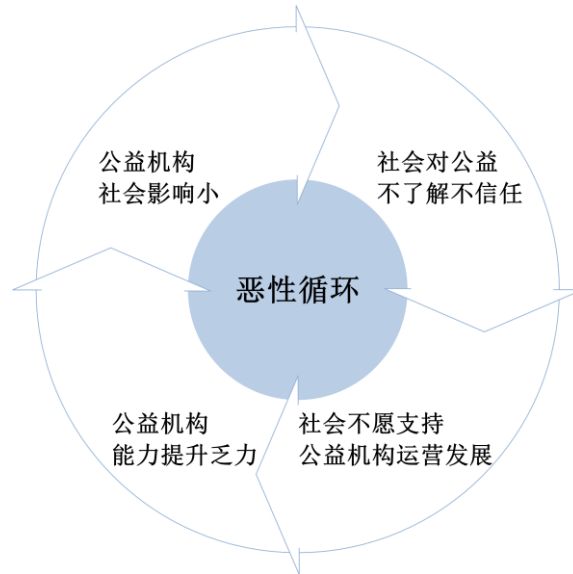 公益机构
社会影响小
社会对公益
不了解不信任
恶性循环
公益机构
能力提升乏力
社会不愿支持
公益机构运营发展